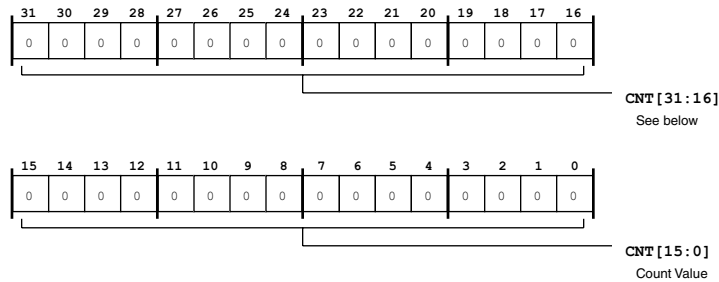 31 30 29 28 27 26 25 24 23 22 21 20 19 18 17 16
0 0 0 0 0 0 0 0 0 0 0 0 0 0 0 0
CNT[31:16]
See below
15 14 13 12 11 10 9 8 7 6 5 4 3 2 1 0
0 0 0 0 0 0 0 0 0 0 0 0 0 0 0 0
CNT[15:0]
Count Value